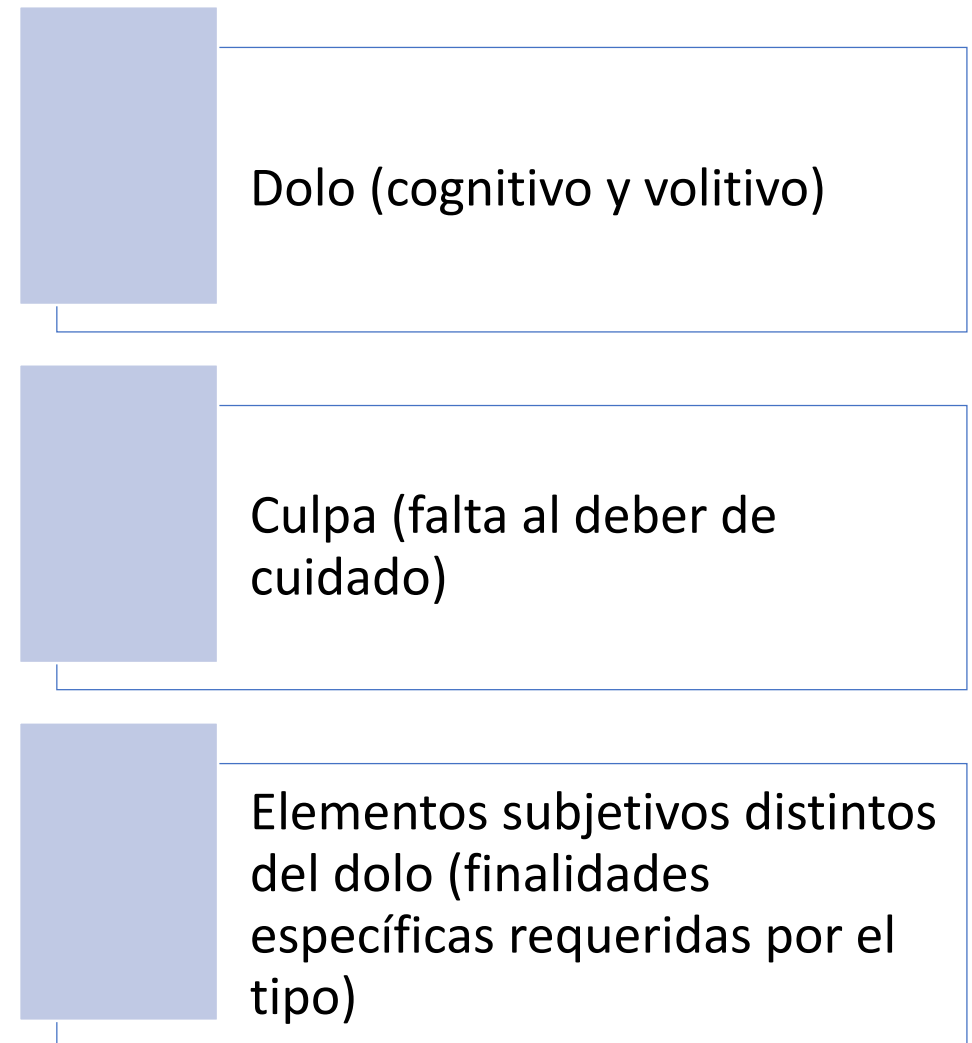 Dolo (cognitivo y volitivo)
Culpa (falta al deber de
cuidado)
Elementos subjetivos distintos
del dolo (finalidades
específicas requeridas por el
tipo)